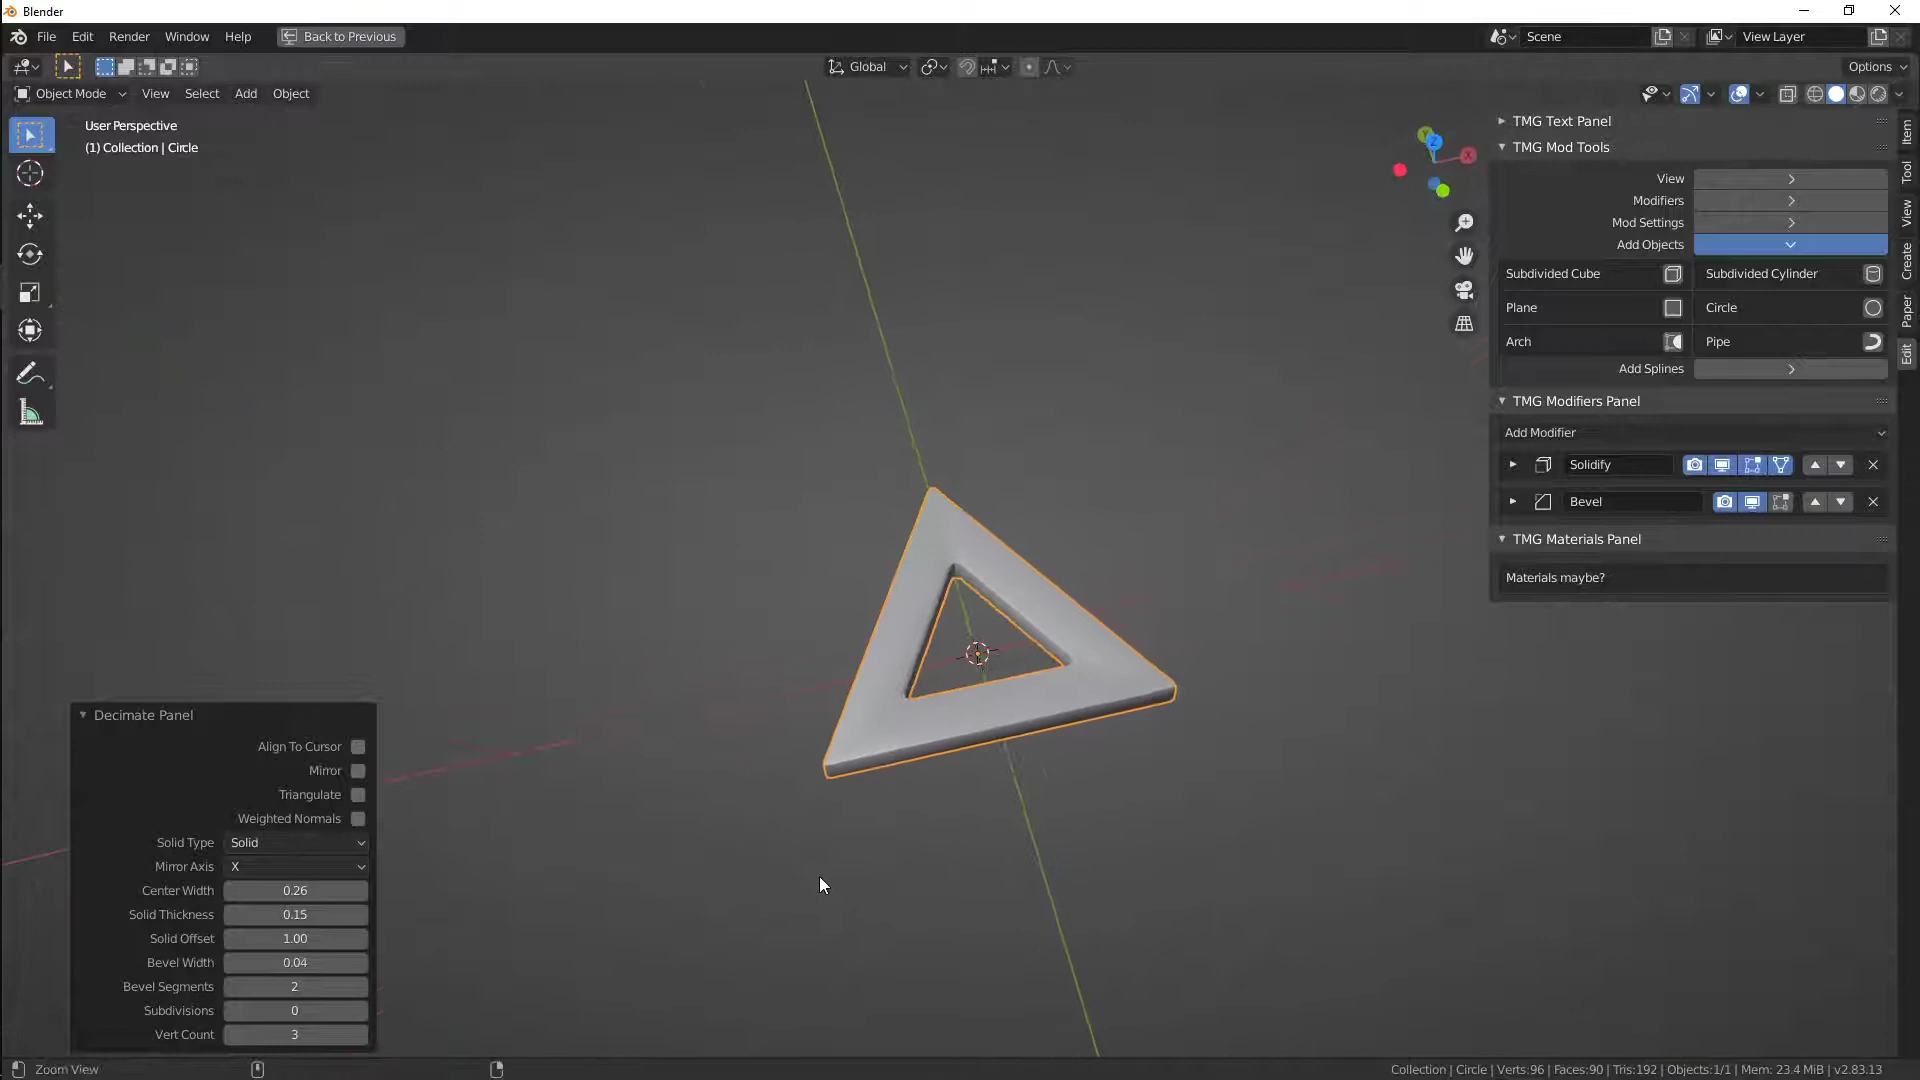 Blender
File Edit Render Window Help Back to Previous Scene View Layer
Global Options
Object Mode View Select Add Object
User Perspective
(1) Collection | Circle
TMG Text Panel
TMG Mod Tools
View
Modifiers
Mod Settings
Add Objects
Subdivided Cube Subdivided Cylinder
Plane Circle
Arch Pipe
Add Splines
TMG Modifiers Panel
Add Modifier
Solidify
Bevel
TMG Materials Panel
Materials maybe?
Item
Tool
View
Create
Paper
Edit
Y
Z
X
Decimate Panel
Align To Cursor
Mirror
Triangulate
Weighted Normals
Solid Type Solid
Mirror Axis X
Center Width 0.26
Solid Thickness 0.15
Solid Offset 1.00
Bevel Width 0.04
Bevel Segments 2
Subdivisions 0
Vert Count 3
Zoom View
Collection | Circle | Verts:96 | Faces:90 | Tris:192 | Objects:1/1 | Mem: 23.4 MiB | v2.83.13